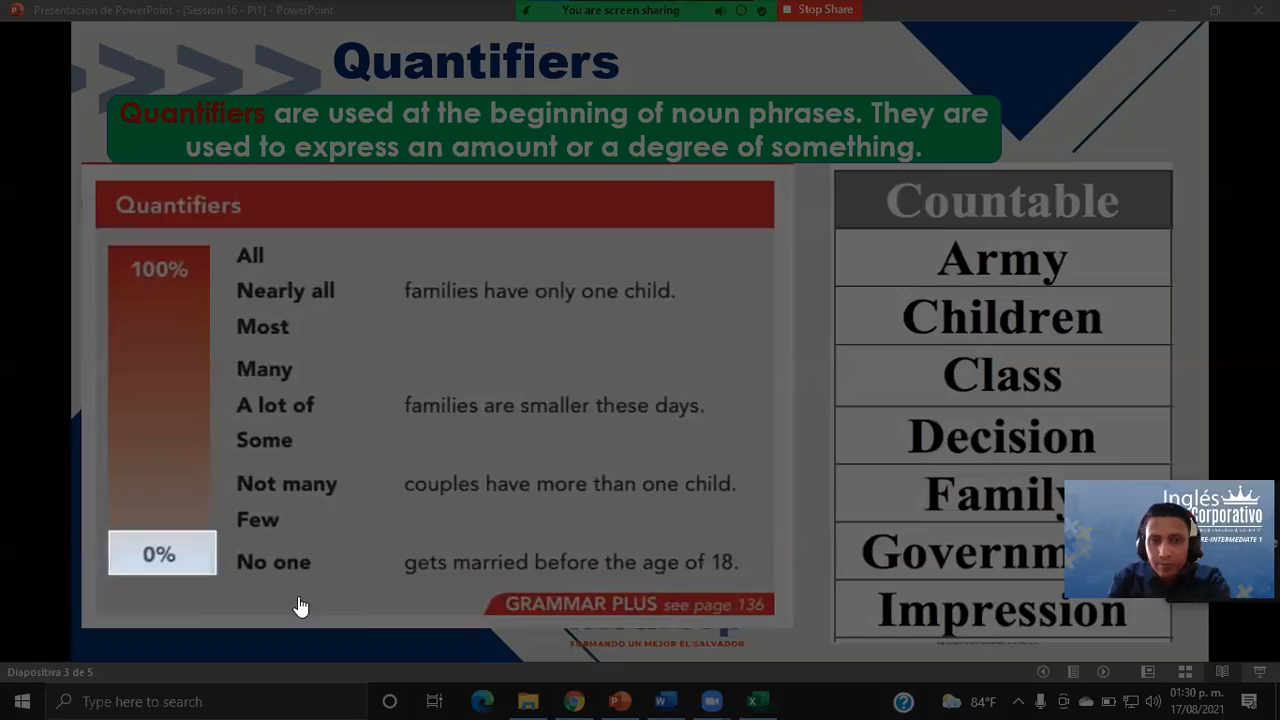 Presentación de PowerPoint - [Session 16 - PI1] - PowerPoint
You are screen sharing
Stop Share
Quantifiers
Quantifiers are used at the beginning of noun phrases. They are
used to express an amount or a degree of something.
Quantifiers
100%
All
Nearly all families have only one child.
Most
Many
A lot of families are smaller these days.
Some
Not many couples have more than one child.
Few
0%
No one gets married before the age of 18.
GRAMMAR PLUS see page 136
FORMANDO UN MEJOR EL SALVADOR
Countable
Army
Children
Class
Decision
Family
Governm
Impression
Inglés
Corporativo
RE-INTERMEDIATE 1
Diapositiva 3 de 5
Type here to search
84°F
01:30 p. m.
17/08/2021